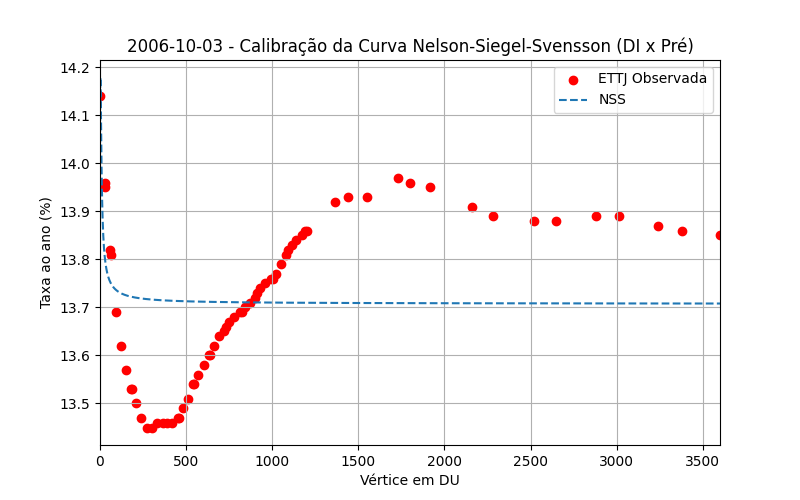 2006-10-03 - Calibração da Curva Nelson-Siegel-Svensson (DI x Pré)
14.2
14.1
14.0
13.9
13.8
13.7
13.6
13.5
Taxa ao ano (%)
ETTJ Observada
NSS
0 500 1000 1500 2000 2500 3000 3500
Vértice em DU